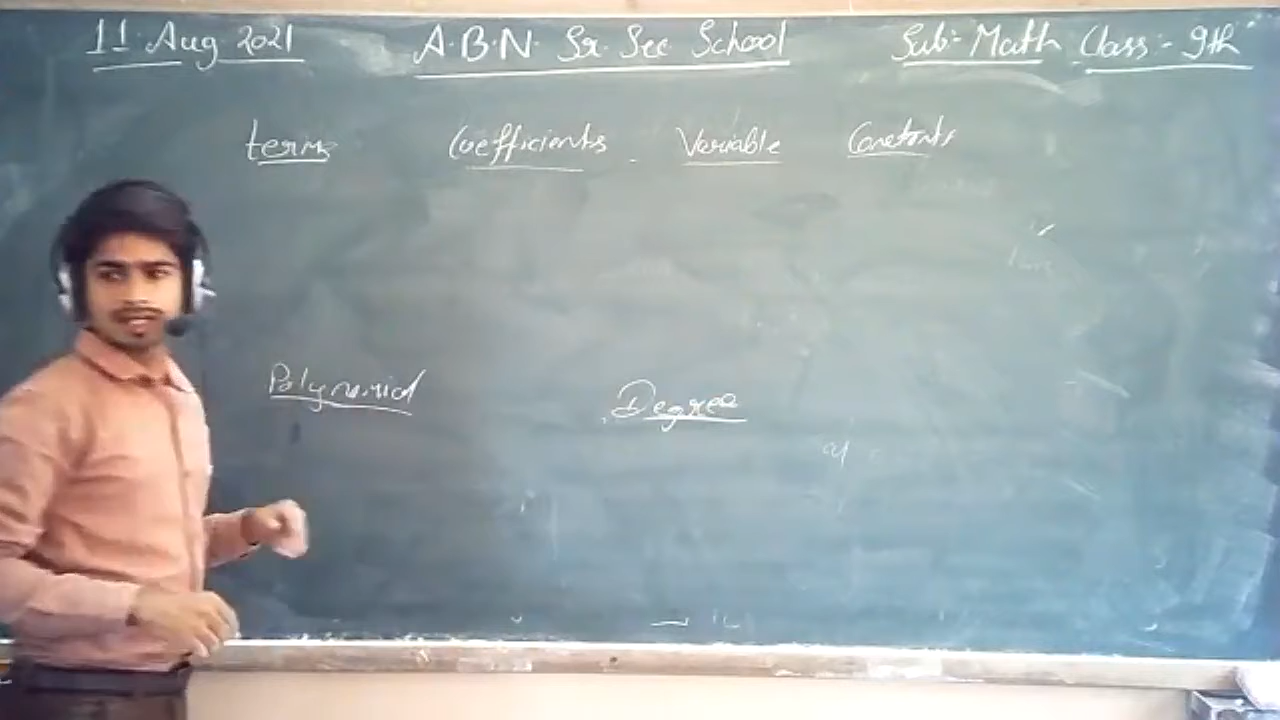 11 Aug 2021 A.B.N. Sr. Sec School Sub:- Math Class:- 9th
terms Coefficients Variable Constants
Polynomial Degree